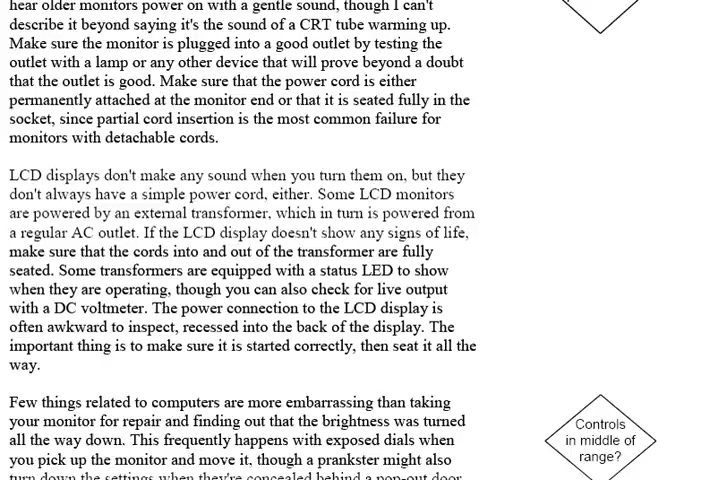 hear older monitors power on with a gentle sound, though I can't
describe it beyond saying it's the sound of a CRT tube warming up.
Make sure the monitor is plugged into a good outlet by testing the
outlet with a lamp or any other device that will prove beyond a doubt
that the outlet is good. Make sure that the power cord is either
permanently attached at the monitor end or that it is seated fully in the
socket, since partial cord insertion is the most common failure for
monitors with detachable cords.
LCD displays don't make any sound when you turn them on, but they
don't always have a simple power cord, either. Some LCD monitors
are powered by an external transformer, which in turn is powered from
a regular AC outlet. If the LCD display doesn't show any signs of life,
make sure that the cords into and out of the transformer are fully
seated. Some transformers are equipped with a status LED to show
when they are operating, though you can also check for live output
with a DC voltmeter. The power connection to the LCD display is
often awkward to inspect, recessed into the back of the display. The
important thing is to make sure it is started correctly, then seat it all the
way.
Few things related to computers are more embarrassing than taking
your monitor for repair and finding out that the brightness was turned
all the way down. This frequently happens with exposed dials when
you pick up the monitor and move it, though a prankster might also
turn down the settings when they're concealed behind a pop-out door
Controls
in middle of
range?